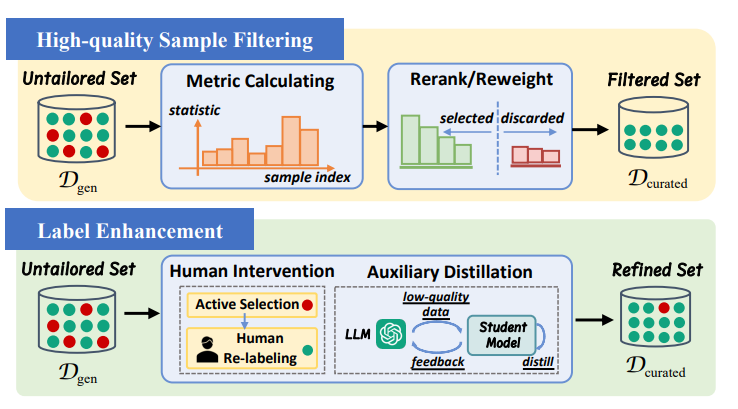 High-quality Sample Filtering
Untailored Set
𝒟gen
Metric Calculating
statistic
sample index
Rerank/Reweight
selected
discarded
Filtered Set
𝒟curated
Label Enhancement
Untailored Set
𝒟gen
Human Intervention
Active Selection
Human
Re-labeling
Auxiliary Distillation
low-quality
data
LLM
feedback
Student
Model
distill
Refined Set
𝒟curated